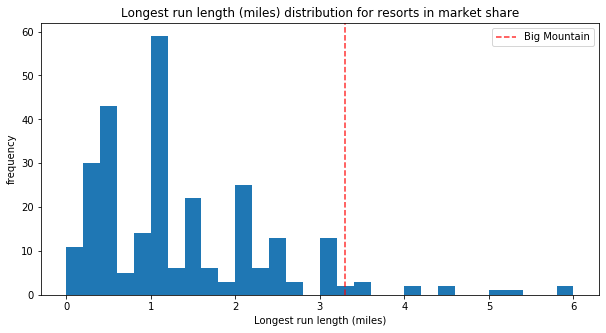 Longest run length (miles) distribution for resorts in market share
Big Mountain
frequency
60
50
40
30
20
10
0
0 1 2 3 4 5 6
Longest run length (miles)